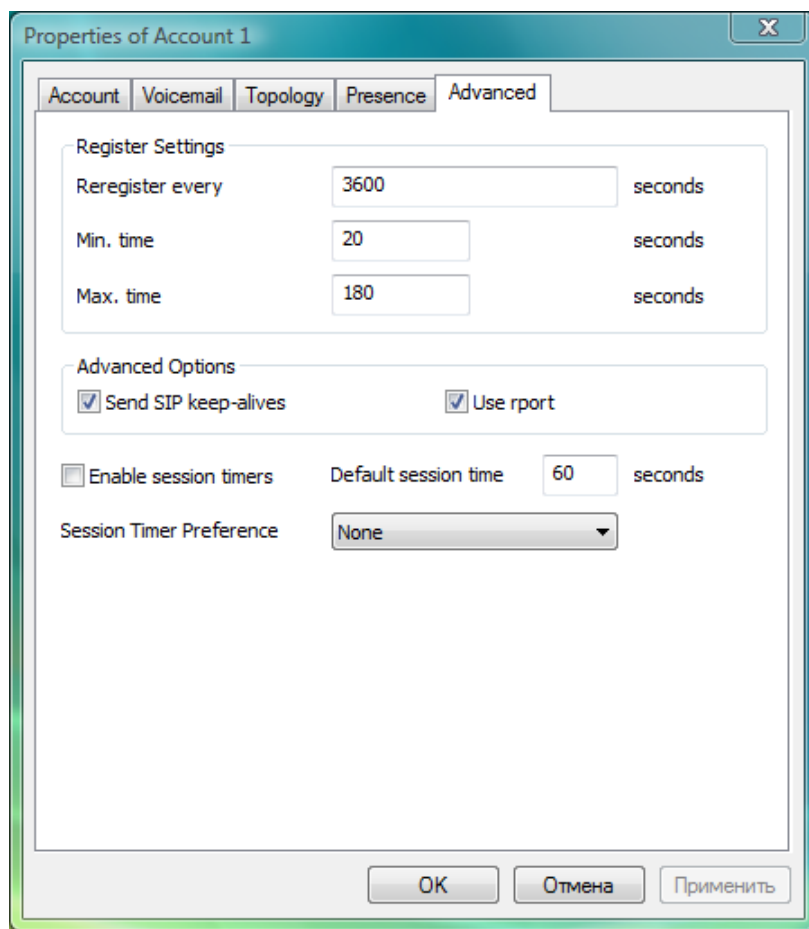 Properties of Account 1
Account Voicemail Topology Presence Advanced
Register Settings
Reregister every 3600 seconds
Min. time 20 seconds
Max. time 180 seconds
Advanced Options
Send SIP keep-alives Use rport
Enable session timers Default session time 60 seconds
Session Timer Preference None
OK Отмена Применить